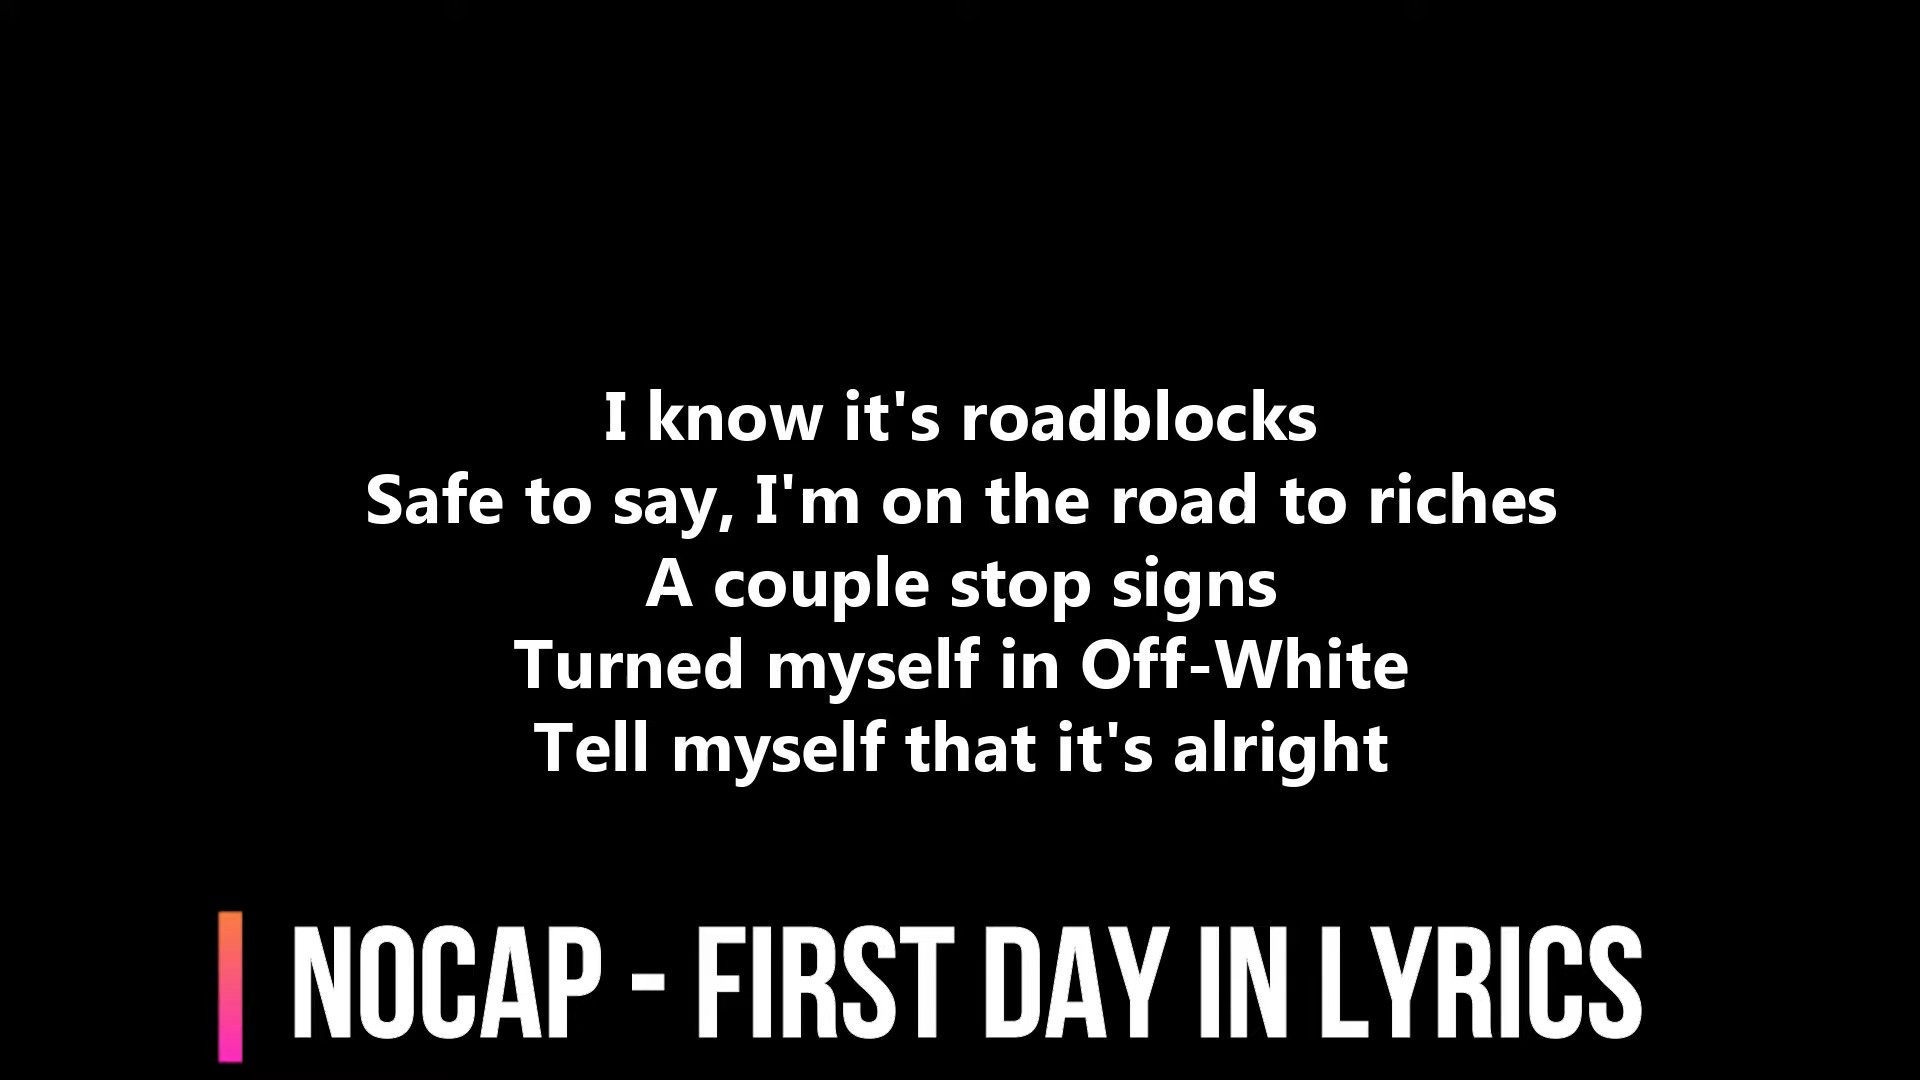 I know it's roadblocks
Safe to say, I'm on the road to riches
A couple stop signs
Turned myself in Off-White
Tell myself that it's alright
NOCAP - FIRST DAY IN LYRICS